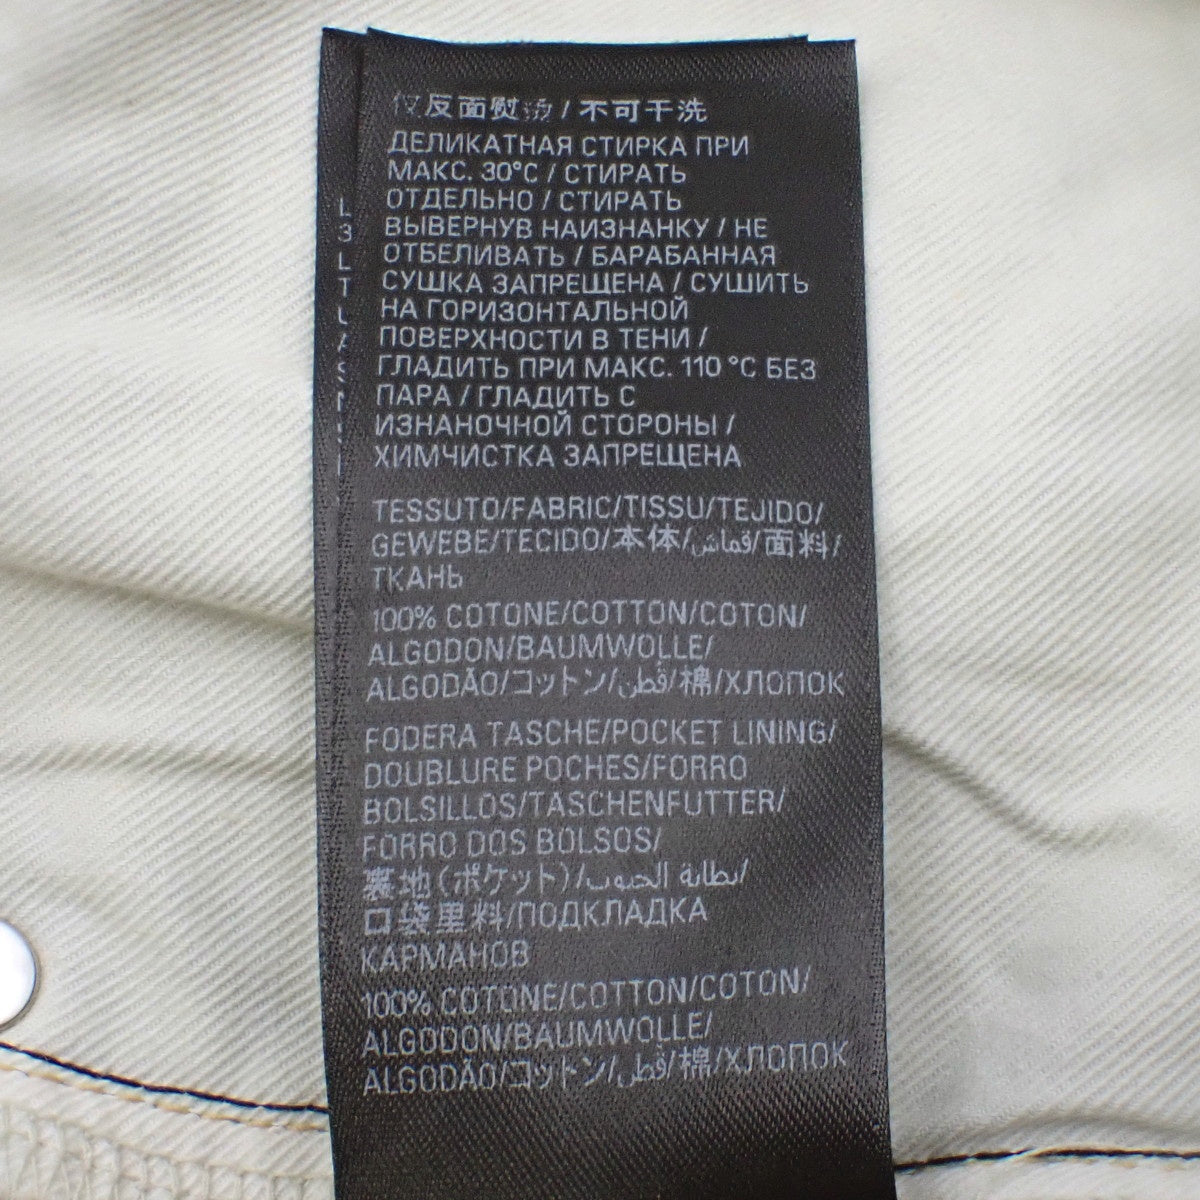 仅反面熨烫/不可干洗
ДЕЛИКАТНАЯ СТИРКА ПРИ
МАКС. 30°C / СТИРАТЬ
ОТДЕЛЬНО / СТИРАТЬ
ВЫВЕРНУВ НАИЗНАНКУ / НЕ
ОТБЕЛИВАТЬ / БАРАБАННАЯ
СУШКА ЗАПРЕЩЕНА / СУШИТЬ
НА ГОРИЗОНТАЛЬНОЙ
ПОВЕРХНОСТИ В ТЕНИ /
ГЛАДИТЬ ПРИ МАКС. 110 °C БЕЗ
ПАРА / ГЛАДИТЬ С
ИЗНАНОЧНОЙ СТОРОНЫ /
ХИМЧИСТКА ЗАПРЕЩЕНА
TESSUTO/FABRIC/TISSU/TEJIDO/
GEWEBE/TECIDO/本体/قماش/面料/
ТКАНЬ
100% COTONE/COTTON/COTON/
ALGODON/BAUMWOLLE/
ALGODÃO/コットン/قطن/棉/ХЛОПОК
FODERA TASCHE/POCKET LINING/
DOUBLURE POCHES/FORRO
BOLSILLOS/TASCHENFUTTER/
FORRO DOS BOLSOS/
裏地(ポケット)/بطانة الجيوب/
口袋里料/ПОДКЛАДКА
КАРМАНОВ
100% COTONE/COTTON/COTON/
ALGODON/BAUMWOLLE/
ALGODÃO/コットン/قطن/棉/ХЛОПОК